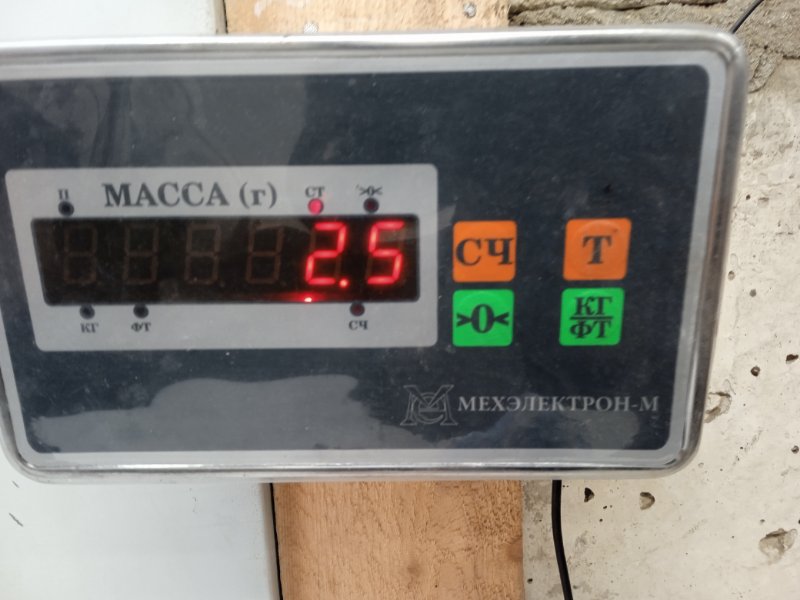 П МАССА (г) СТ >0<
2.5
КГ ФТ СЧ
СЧ Т
>0< КГ
ФТ
МЕХЭЛЕКТРОН-М